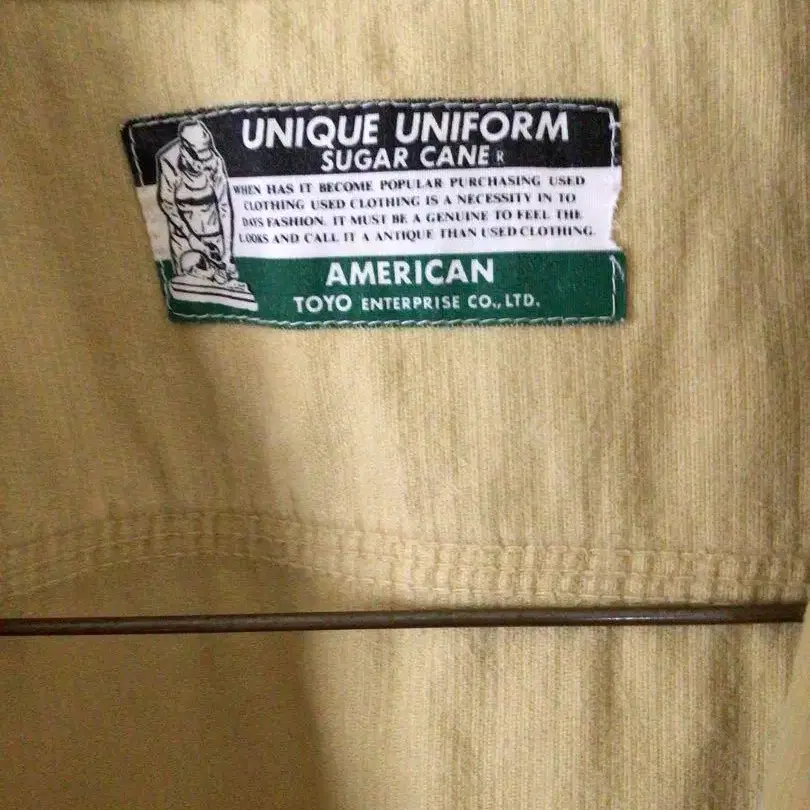 UNIQUE UNIFORM
SUGAR CANE R
WHEN HAS IT BECOME POPULAR PURCHASING USED
CLOTHING USED CLOTHING IS A NECESSITY IN TO
DAYS FASHION. IT MUST BE A GENUINE TO FEEL THE
LOOKS AND CALL IT A ANTIQUE THAN USED CLOTHING.
AMERICAN
TOYO ENTERPRISE CO., LTD.